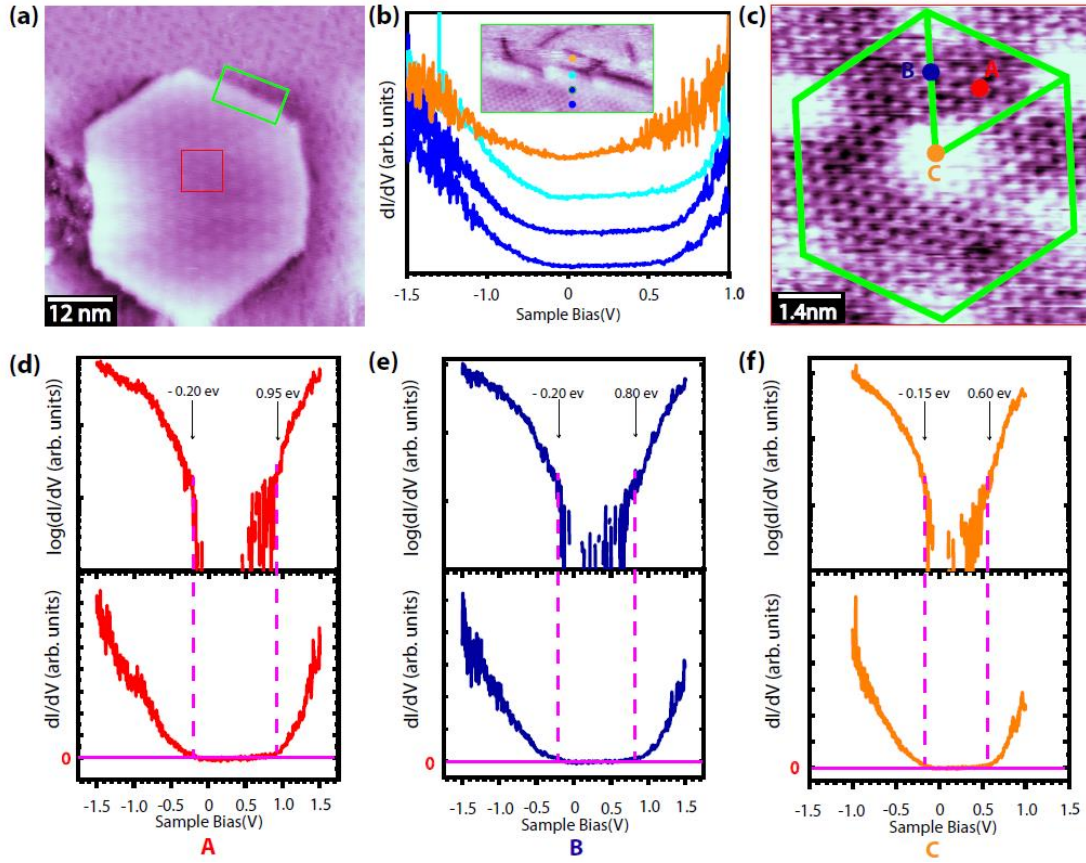 (a)
12 nm
(b)
dI/dV (arb. units)
-1.5 -1.0 -0.5 0 0.5 1.0
Sample Bias(V)
(c)
B
A
C
1.4nm
(d)
log(dI/dV (arb. units))
- 0.20 ev 0.95 ev
dI/dV (arb. units)
0
-1.5 -1.0 -0.5 0 0.5 1.0 1.5
Sample Bias(V)
A
(e)
log(dI/dV (arb. units))
- 0.20 ev 0.80 ev
dI/dV (arb. units)
0
-1.5 -1.0 -0.5 0 0.5 1.0 1.5
Sample Bias(V)
B
(f)
log(dI/dV (arb. units))
- 0.15 ev 0.60 ev
dI/dV (arb. units)
0
-1.5 -1.0 -0.5 0 0.5 1.0 1.5
Sample Bias(V)
C